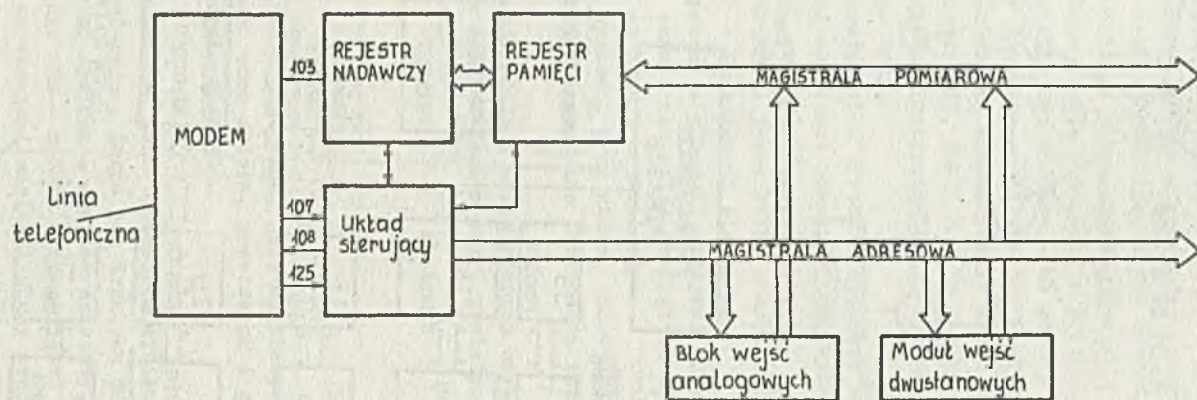 MODEM
103
REJESTR
NADAWCZY
REJESTR
PAMIĘCI
MAGISTRALA POMIAROWA
Linia
telefoniczna
107
108
125
Układ
sterujący
MAGISTRALA ADRESOWA
Blok wejść
analogowych
Moduł wejść
dwustanowych